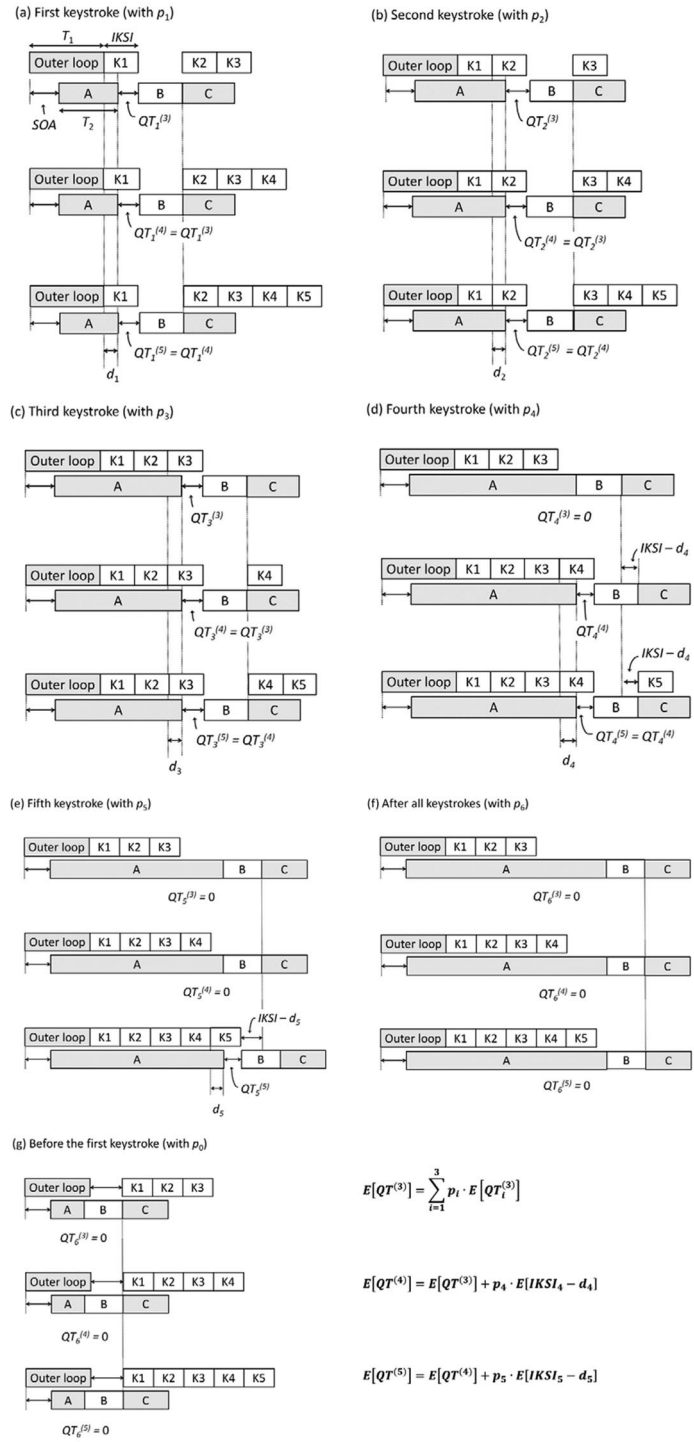 (a) First keystroke (with p₁)
T₁ IKSI
Outer loop K1 K2 K3
A B C
SOA T₂ QT₁⁽³⁾
Outer loop K1 K2 K3 K4
A B C
QT₁⁽⁴⁾ = QT₁⁽³⁾
Outer loop K1 K2 K3 K4 K5
A B C
QT₁⁽⁵⁾ = QT₁⁽⁴⁾
d₁
(b) Second keystroke (with p₂)
Outer loop K1 K2 K3
A B C
QT₂⁽³⁾
Outer loop K1 K2 K3 K4
A B C
QT₂⁽⁴⁾ = QT₂⁽³⁾
Outer loop K1 K2 K3 K4 K5
A B C
QT₂⁽⁵⁾ = QT₂⁽⁴⁾
d₂
(c) Third keystroke (with p₃)
Outer loop K1 K2 K3
A B C
QT₃⁽³⁾
Outer loop K1 K2 K3 K4
A B C
QT₃⁽⁴⁾ = QT₃⁽³⁾
Outer loop K1 K2 K3 K4 K5
A B C
QT₃⁽⁵⁾ = QT₃⁽⁴⁾
d₃
(d) Fourth keystroke (with p₄)
Outer loop K1 K2 K3
A B C
QT₄⁽³⁾ = 0
IKSI – d₄
Outer loop K1 K2 K3 K4
A B C
QT₄⁽⁴⁾
IKSI – d₄
Outer loop K1 K2 K3 K4 K5
A B C
QT₄⁽⁵⁾ = QT₄⁽⁴⁾
d₄
(e) Fifth keystroke (with p₅)
Outer loop K1 K2 K3
A B C
QT₅⁽³⁾ = 0
Outer loop K1 K2 K3 K4
A B C
QT₅⁽⁴⁾ = 0
IKSI – d₅
Outer loop K1 K2 K3 K4 K5
A B C
QT₅⁽⁵⁾
d₅
(f) After all keystrokes (with p₆)
Outer loop K1 K2 K3
A B C
QT₆⁽³⁾ = 0
Outer loop K1 K2 K3 K4
A B C
QT₆⁽⁴⁾ = 0
Outer loop K1 K2 K3 K4 K5
A B C
QT₆⁽⁵⁾ = 0
(g) Before the first keystroke (with p₀)
Outer loop K1 K2 K3
A B C
QT₆⁽³⁾ = 0
Outer loop K1 K2 K3 K4
A B C
QT₆⁽⁴⁾ = 0
Outer loop K1 K2 K3 K4 K5
A B C
QT₆⁽⁵⁾ = 0
E[QT⁽³⁾] = ∑_{i=1}^{3} pᵢ · E[QTᵢ⁽³⁾]
E[QT⁽⁴⁾] = E[QT⁽³⁾] + p₄ · E[IKSI₄ − d₄]
E[QT⁽⁵⁾] = E[QT⁽⁴⁾] + p₅ · E[IKSI₅ − d₅]